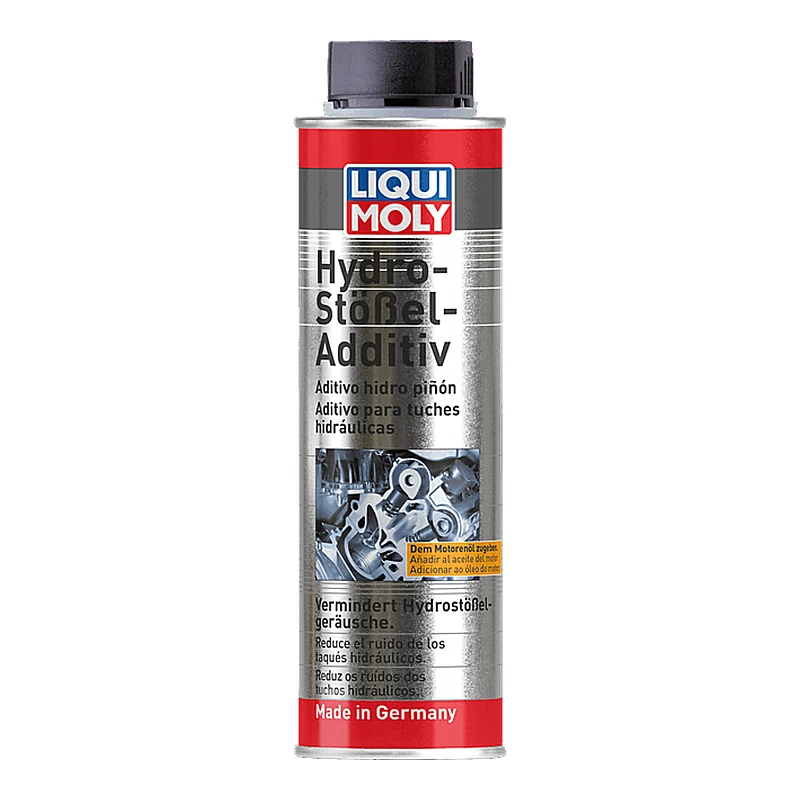 LIQUI
MOLY
Hydro-
Stößel-
Additiv
Aditivo hidro piñón
Aditivo para tuches
hidráulicas
Dem Motorenöl zugeben.
Añadir al aceite del motor.
Adicionar ao óleo do motor.
Vermindert Hydrostößel-
geräusche.
Reduce el ruido de los
taqués hidráulicos.
Reduz os ruídos dos
tuchos hidráulicos.
Made in Germany